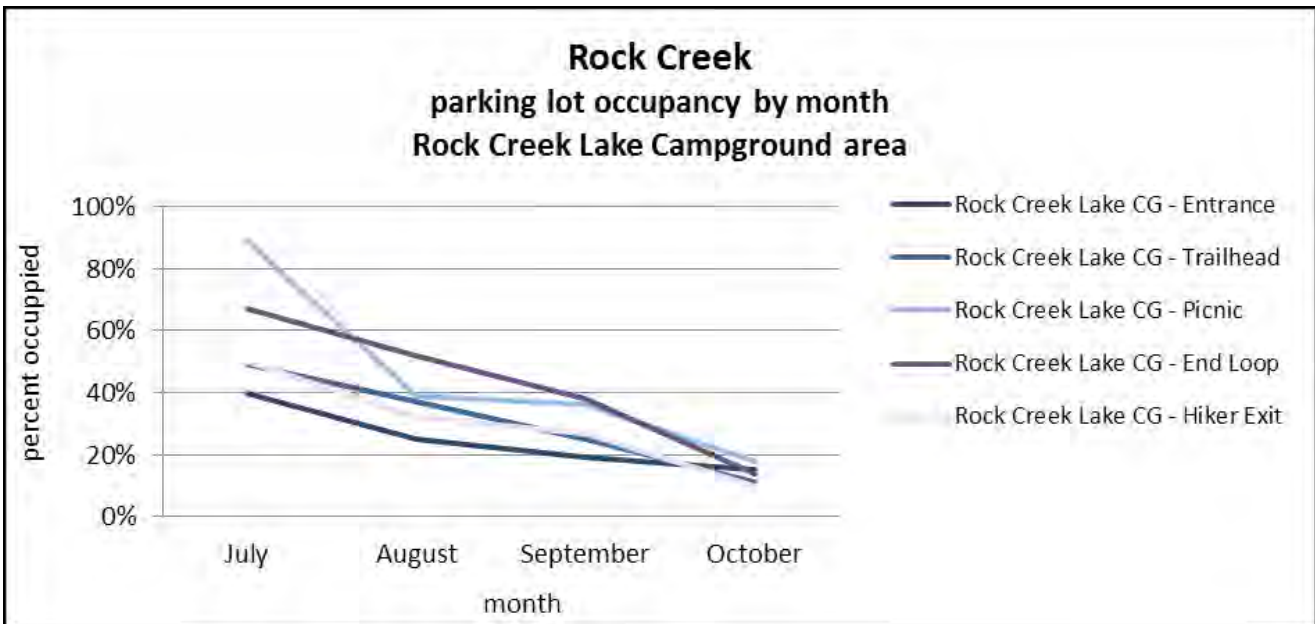 Rock Creek
parking lot occupancy by month
Rock Creek Lake Campground area
percent occuppied
100%
80%
60%
40%
20%
0%
July August September October
month
Rock Creek Lake CG - Entrance
Rock Creek Lake CG - Trailhead
Rock Creek Lake CG - Picnic
Rock Creek Lake CG - End Loop
Rock Creek Lake CG - Hiker Exit